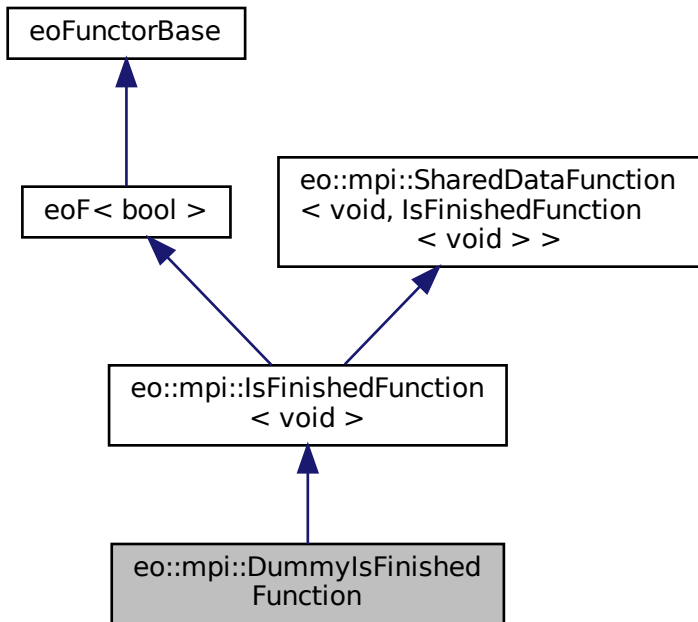 eoFunctorBase
eoF< bool >
eo::mpi::SharedDataFunction
< void, IsFinishedFunction
< void > >
eo::mpi::IsFinishedFunction
< void >
eo::mpi::DummyIsFinished
Function